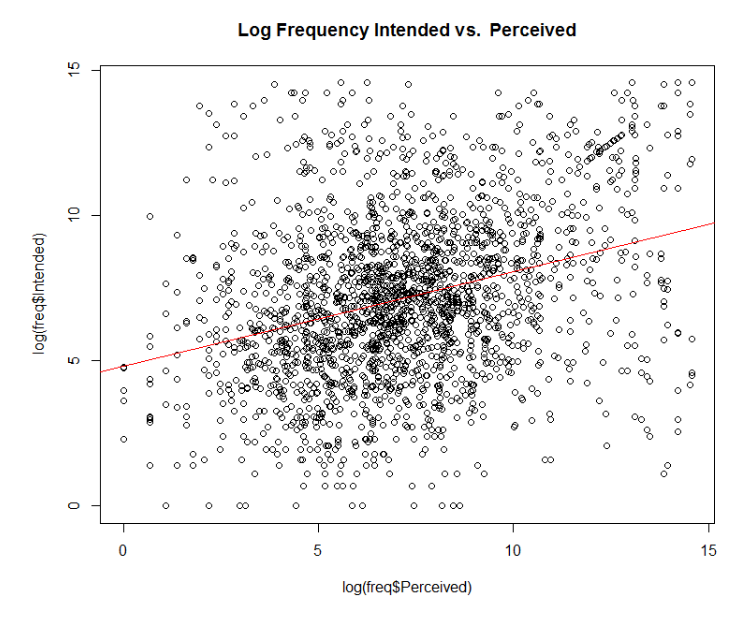 Log Frequency Intended vs. Perceived
15
10
5
0
log(freq$Intended)
0 5 10 15
log(freq$Perceived)